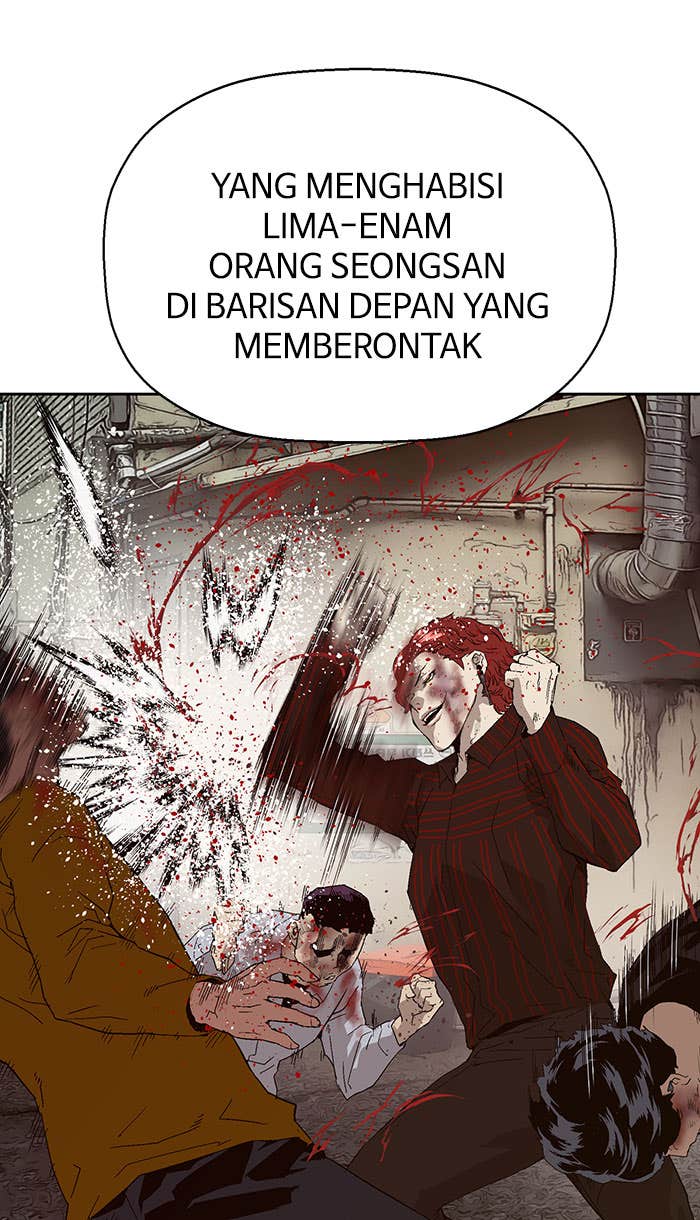 YANG MENGHABISI
LIMA-ENAM
ORANG SEONGSAN
DI BARISAN DEPAN YANG
MEMBERONTAK